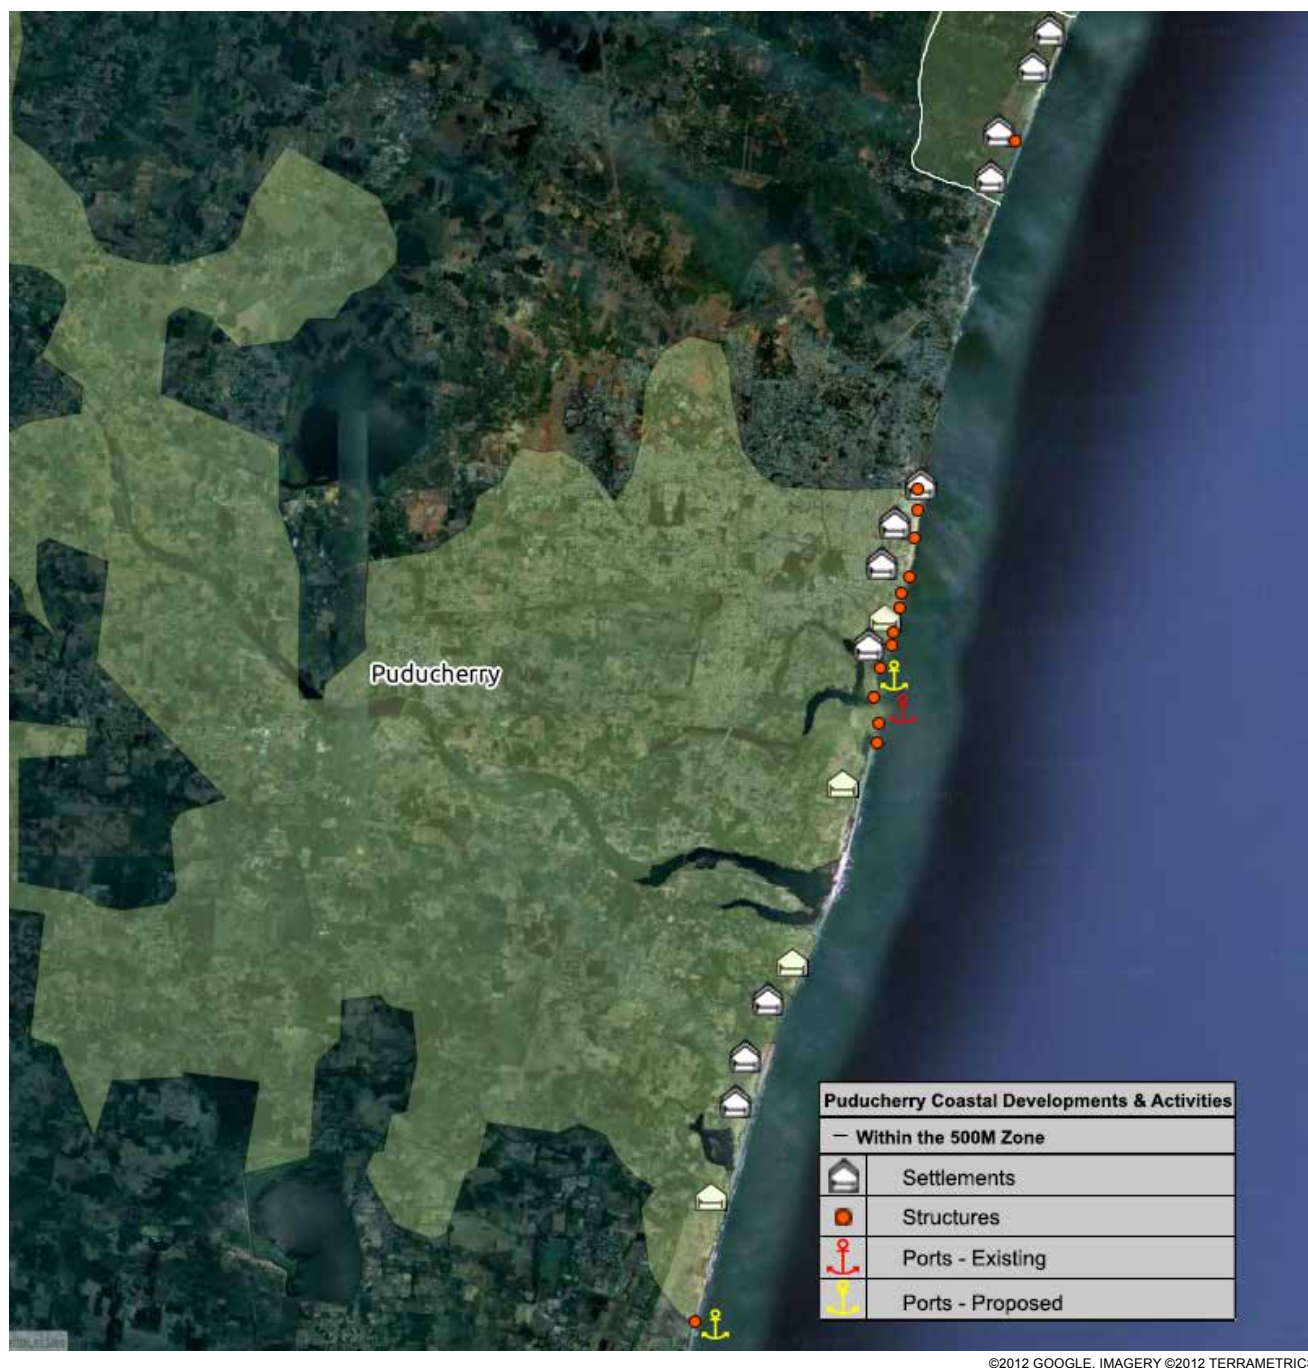 Puducherry
Puducherry Coastal Developments & Activities
— Within the 500M Zone
Settlements
Structures
Ports - Existing
Ports - Proposed
©2012 GOOGLE. IMAGERY ©2012 TERRAMETRICS